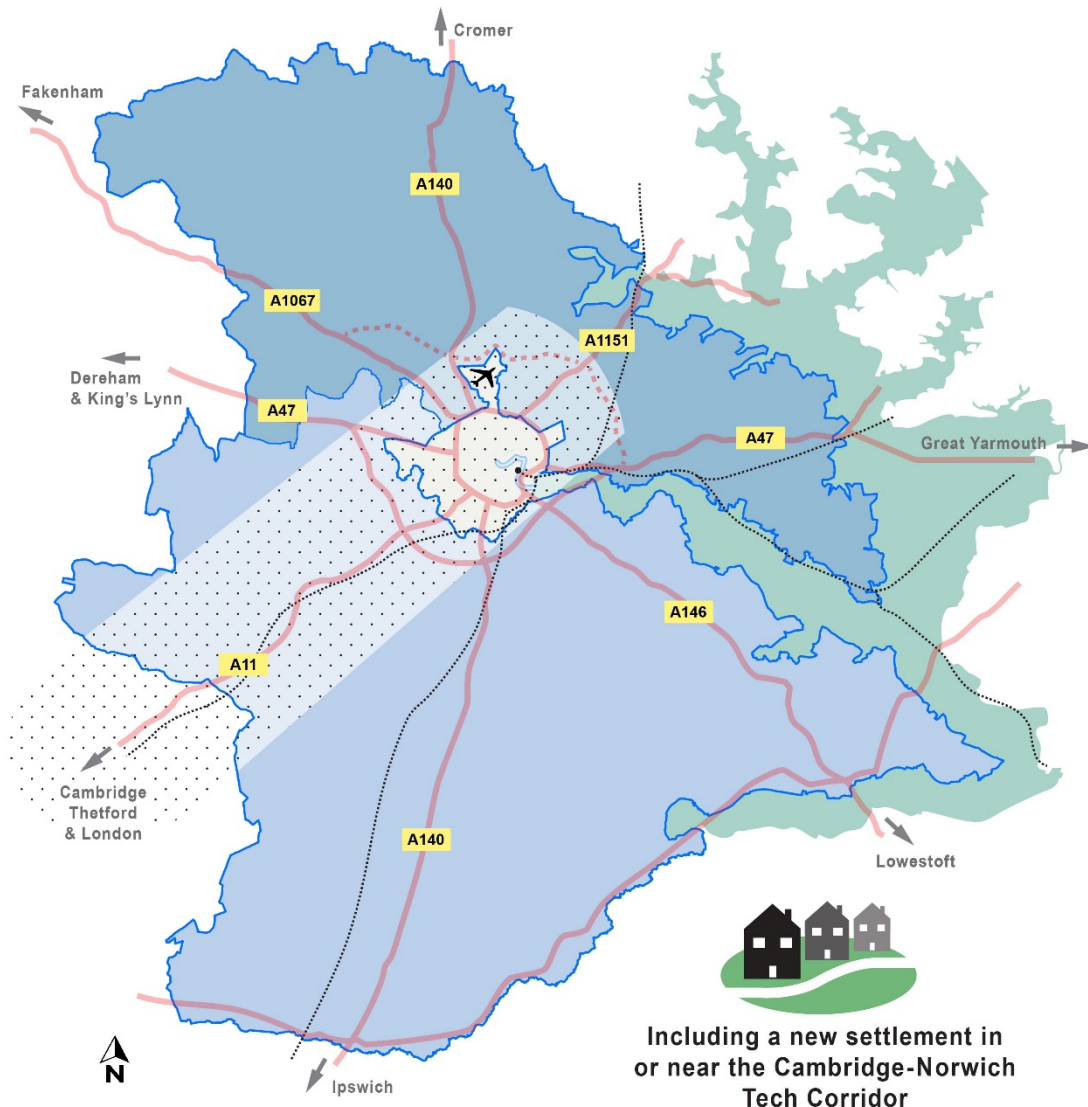 Cromer
Fakenham
A140
A1067
A1151
Dereham
& King's Lynn
A47
A47
Great Yarmouth
A146
A11
Cambridge
Thetford
& London
A140
Lowestoft
N
Ipswich
Including a new settlement in
or near the Cambridge-Norwich
Tech Corridor